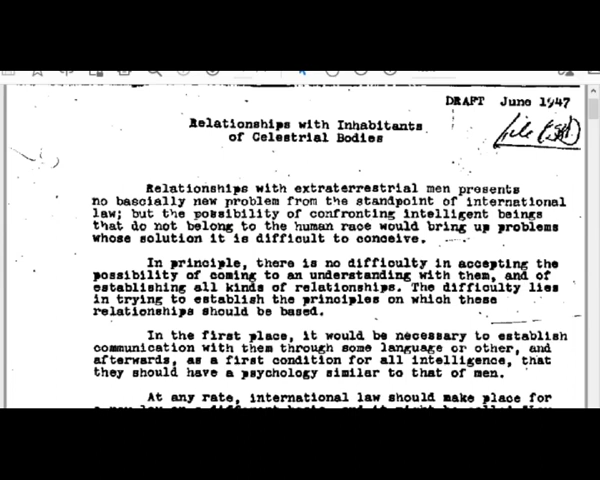 DRAFT June 1947
Relationships with Inhabitants
of Celestrial Bodies
Relationships with extraterrestrial men presents
no bascially new problem from the standpoint of international
law; but the possibility of confronting intelligent beings
that do not belong to the human race would bring up problems
whose solution it is difficult to conceive.
In principle, there is no difficulty in accepting the
possibility of coming to an understanding with them, and of
establishing all kinds of relationships. The difficulty lies
in trying to establish the principles on which these
relationships should be based.
In the first place, it would be necessary to establish
communication with them through some language or other, and
afterwards, as a first condition for all intelligence, that
they should have a psychology similar to that of men.
At any rate, international law should make place for